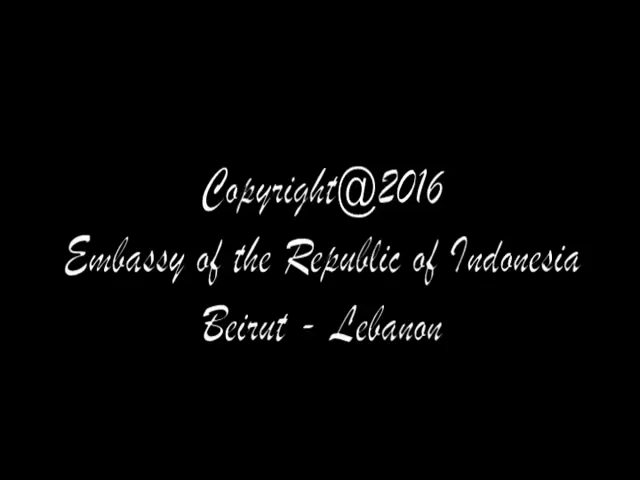 Copyright@2016
Embassy of the Republic of Indonesia
Beirut - Lebanon